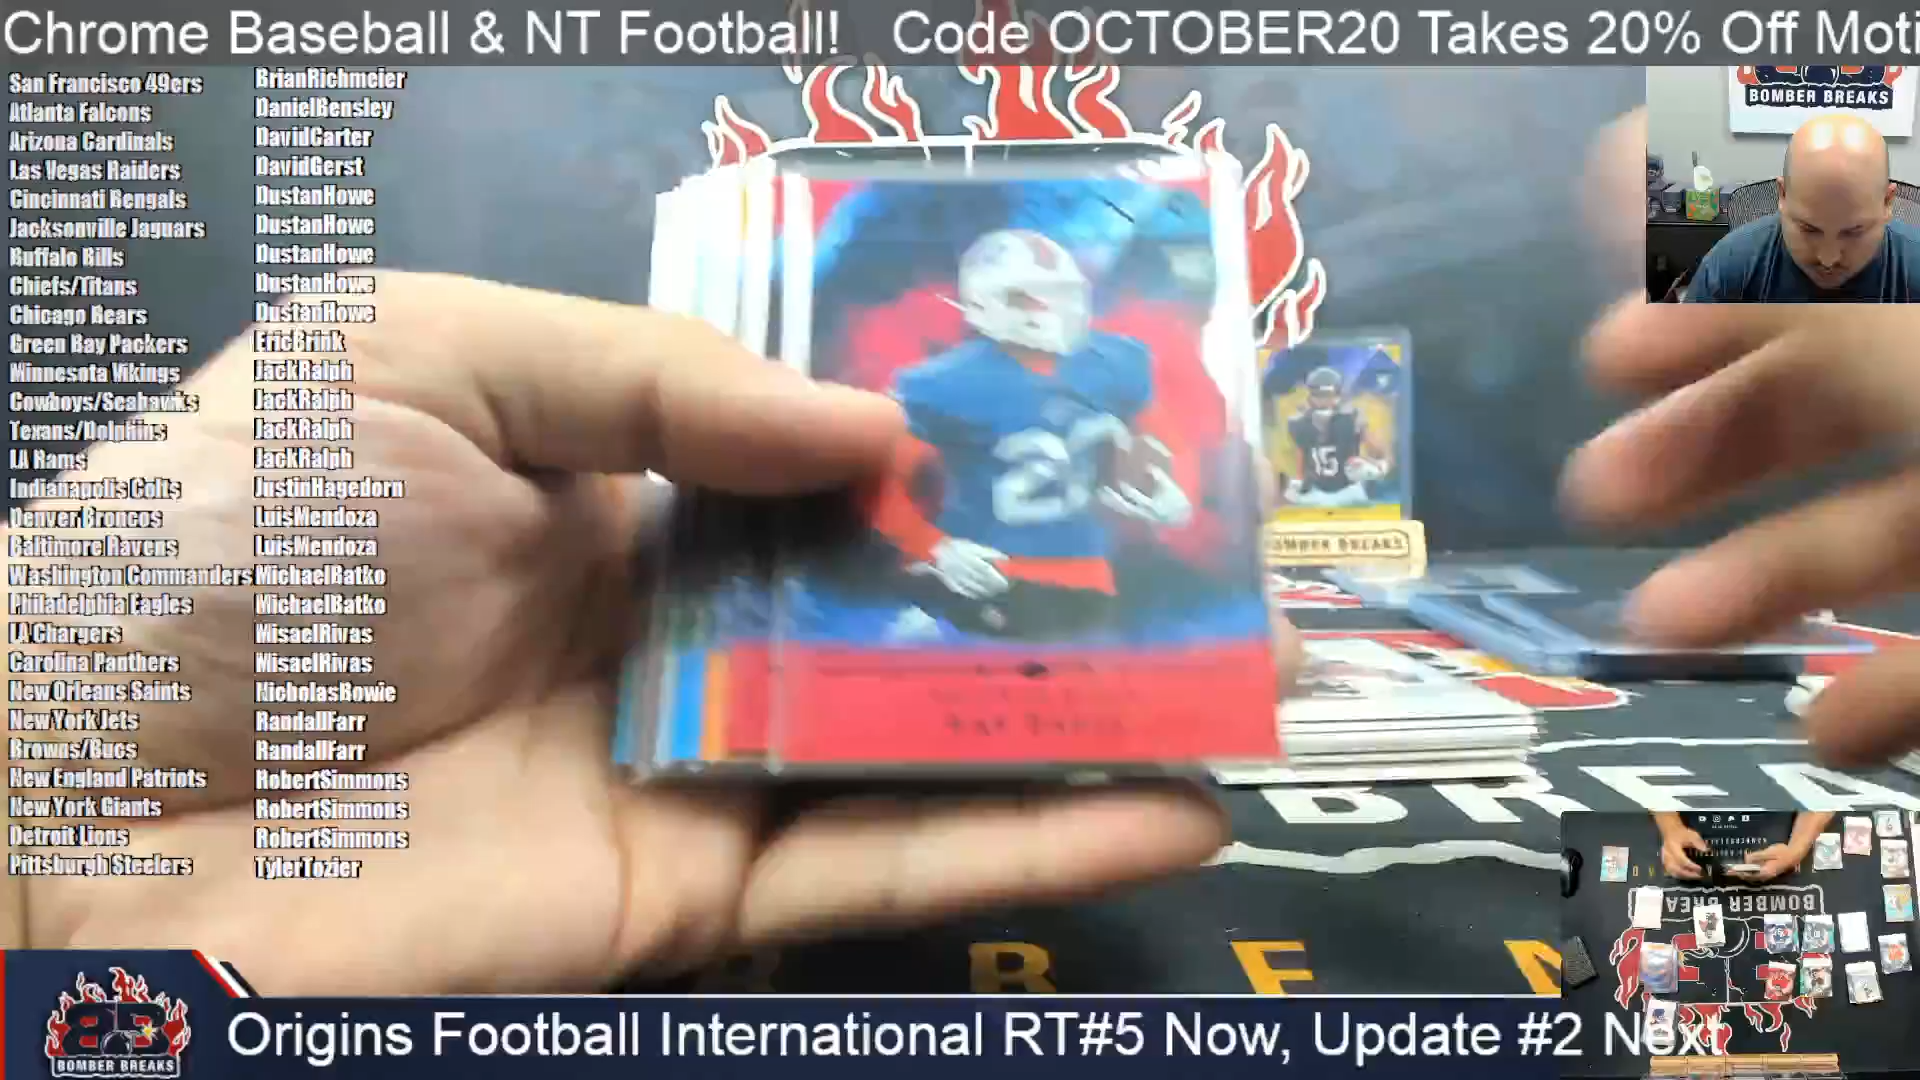 Chrome Baseball & NT Football! Code OCTOBER20 Takes 20% Off Moti
San Francisco 49ers BrianRichmeier
Atlanta Falcons DanielBensley
Arizona Cardinals DavidCarter
Las Vegas Raiders DavidGerst
Cincinnati Bengals DustanHowe
Jacksonville Jaguars DustanHowe
Buffalo Bills DustanHowe
Chiefs/Titans DustanHowe
Chicago Bears DustanHowe
Green Bay Packers EricBrink
Minnesota Vikings JackRalph
Cowboys/Seahawks JackRalph
Texans/Dolphins JackRalph
LA Rams JackRalph
Indianapolis Colts JustinHagedorn
Denver Broncos LuisMendoza
Baltimore Ravens LuisMendoza
Washington Commanders MichaelBatko
Philadelphia Eagles MichaelBatko
LA Chargers MisaelRivas
Carolina Panthers MisaelRivas
New Orleans Saints NicholasBowie
New York Jets RandallFarr
Browns/Bucs RandallFarr
New England Patriots RobertSimmons
New York Giants RobertSimmons
Detroit Lions RobertSimmons
Pittsburgh Steelers TylerTozier
BOMBER BREAKS
15
BOMBER BREAKS
BREA
BOMBER BREA
BOMBER BREAKS
Origins Football International RT#5 Now, Update #2 Next